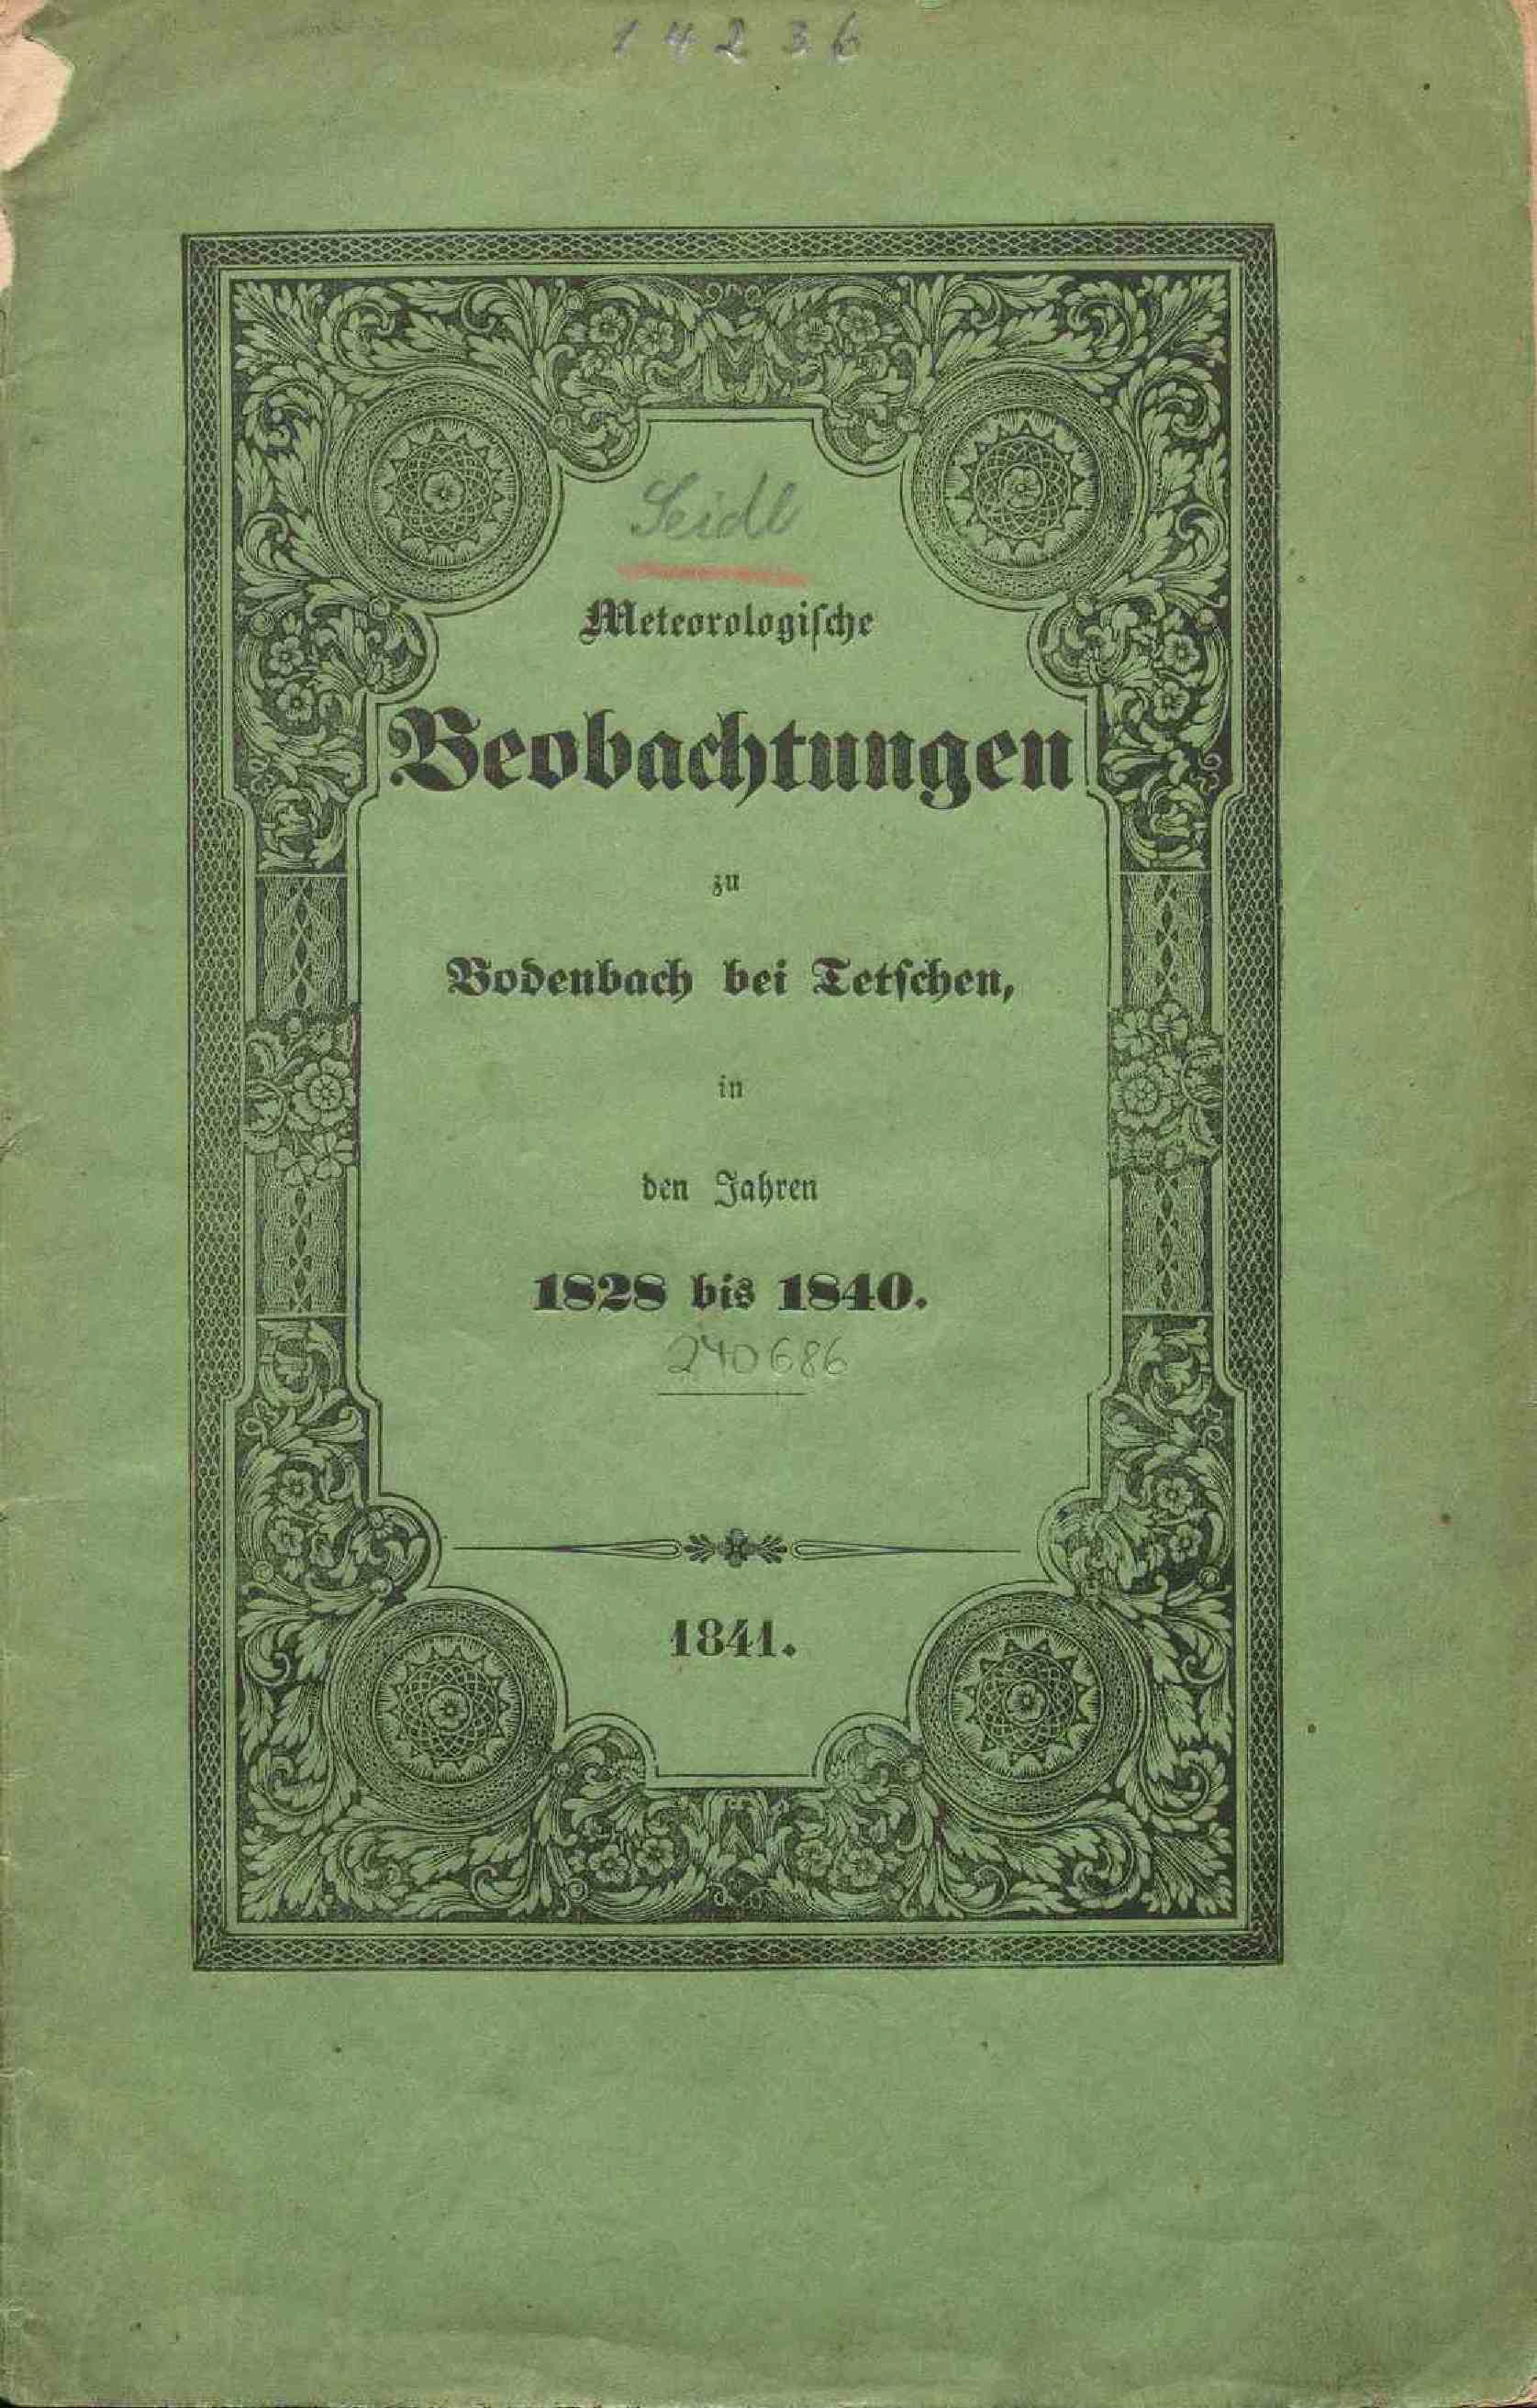 14236
Seidl
Meteorologiſche
Beobachtungen
zu
Bodenbach bei Tetſchen,
in
den Jahren
1828 bis 1840.
240686
1841.